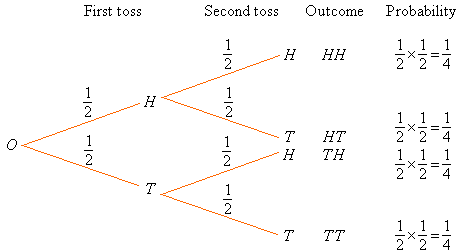 First toss Second toss Outcome Probability
1/2 H HH 1/2 × 1/2 = 1/4
1/2 H 1/2
T HT 1/2 × 1/2 = 1/4
O 1/2 1/2 H TH 1/2 × 1/2 = 1/4
T 1/2
T TT 1/2 × 1/2 = 1/4